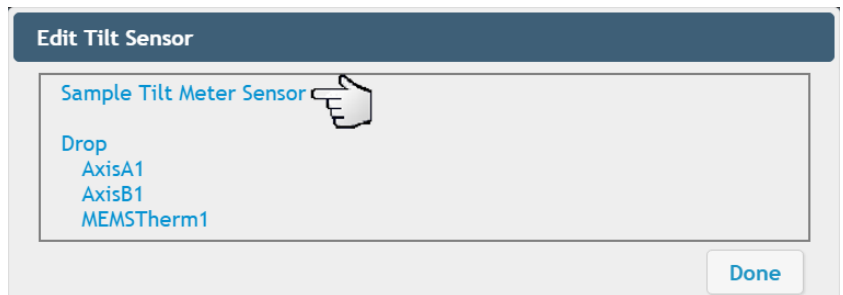 Edit Tilt Sensor
Sample Tilt Meter Sensor
Drop
AxisA1
AxisB1
MEMSTherm1
Done